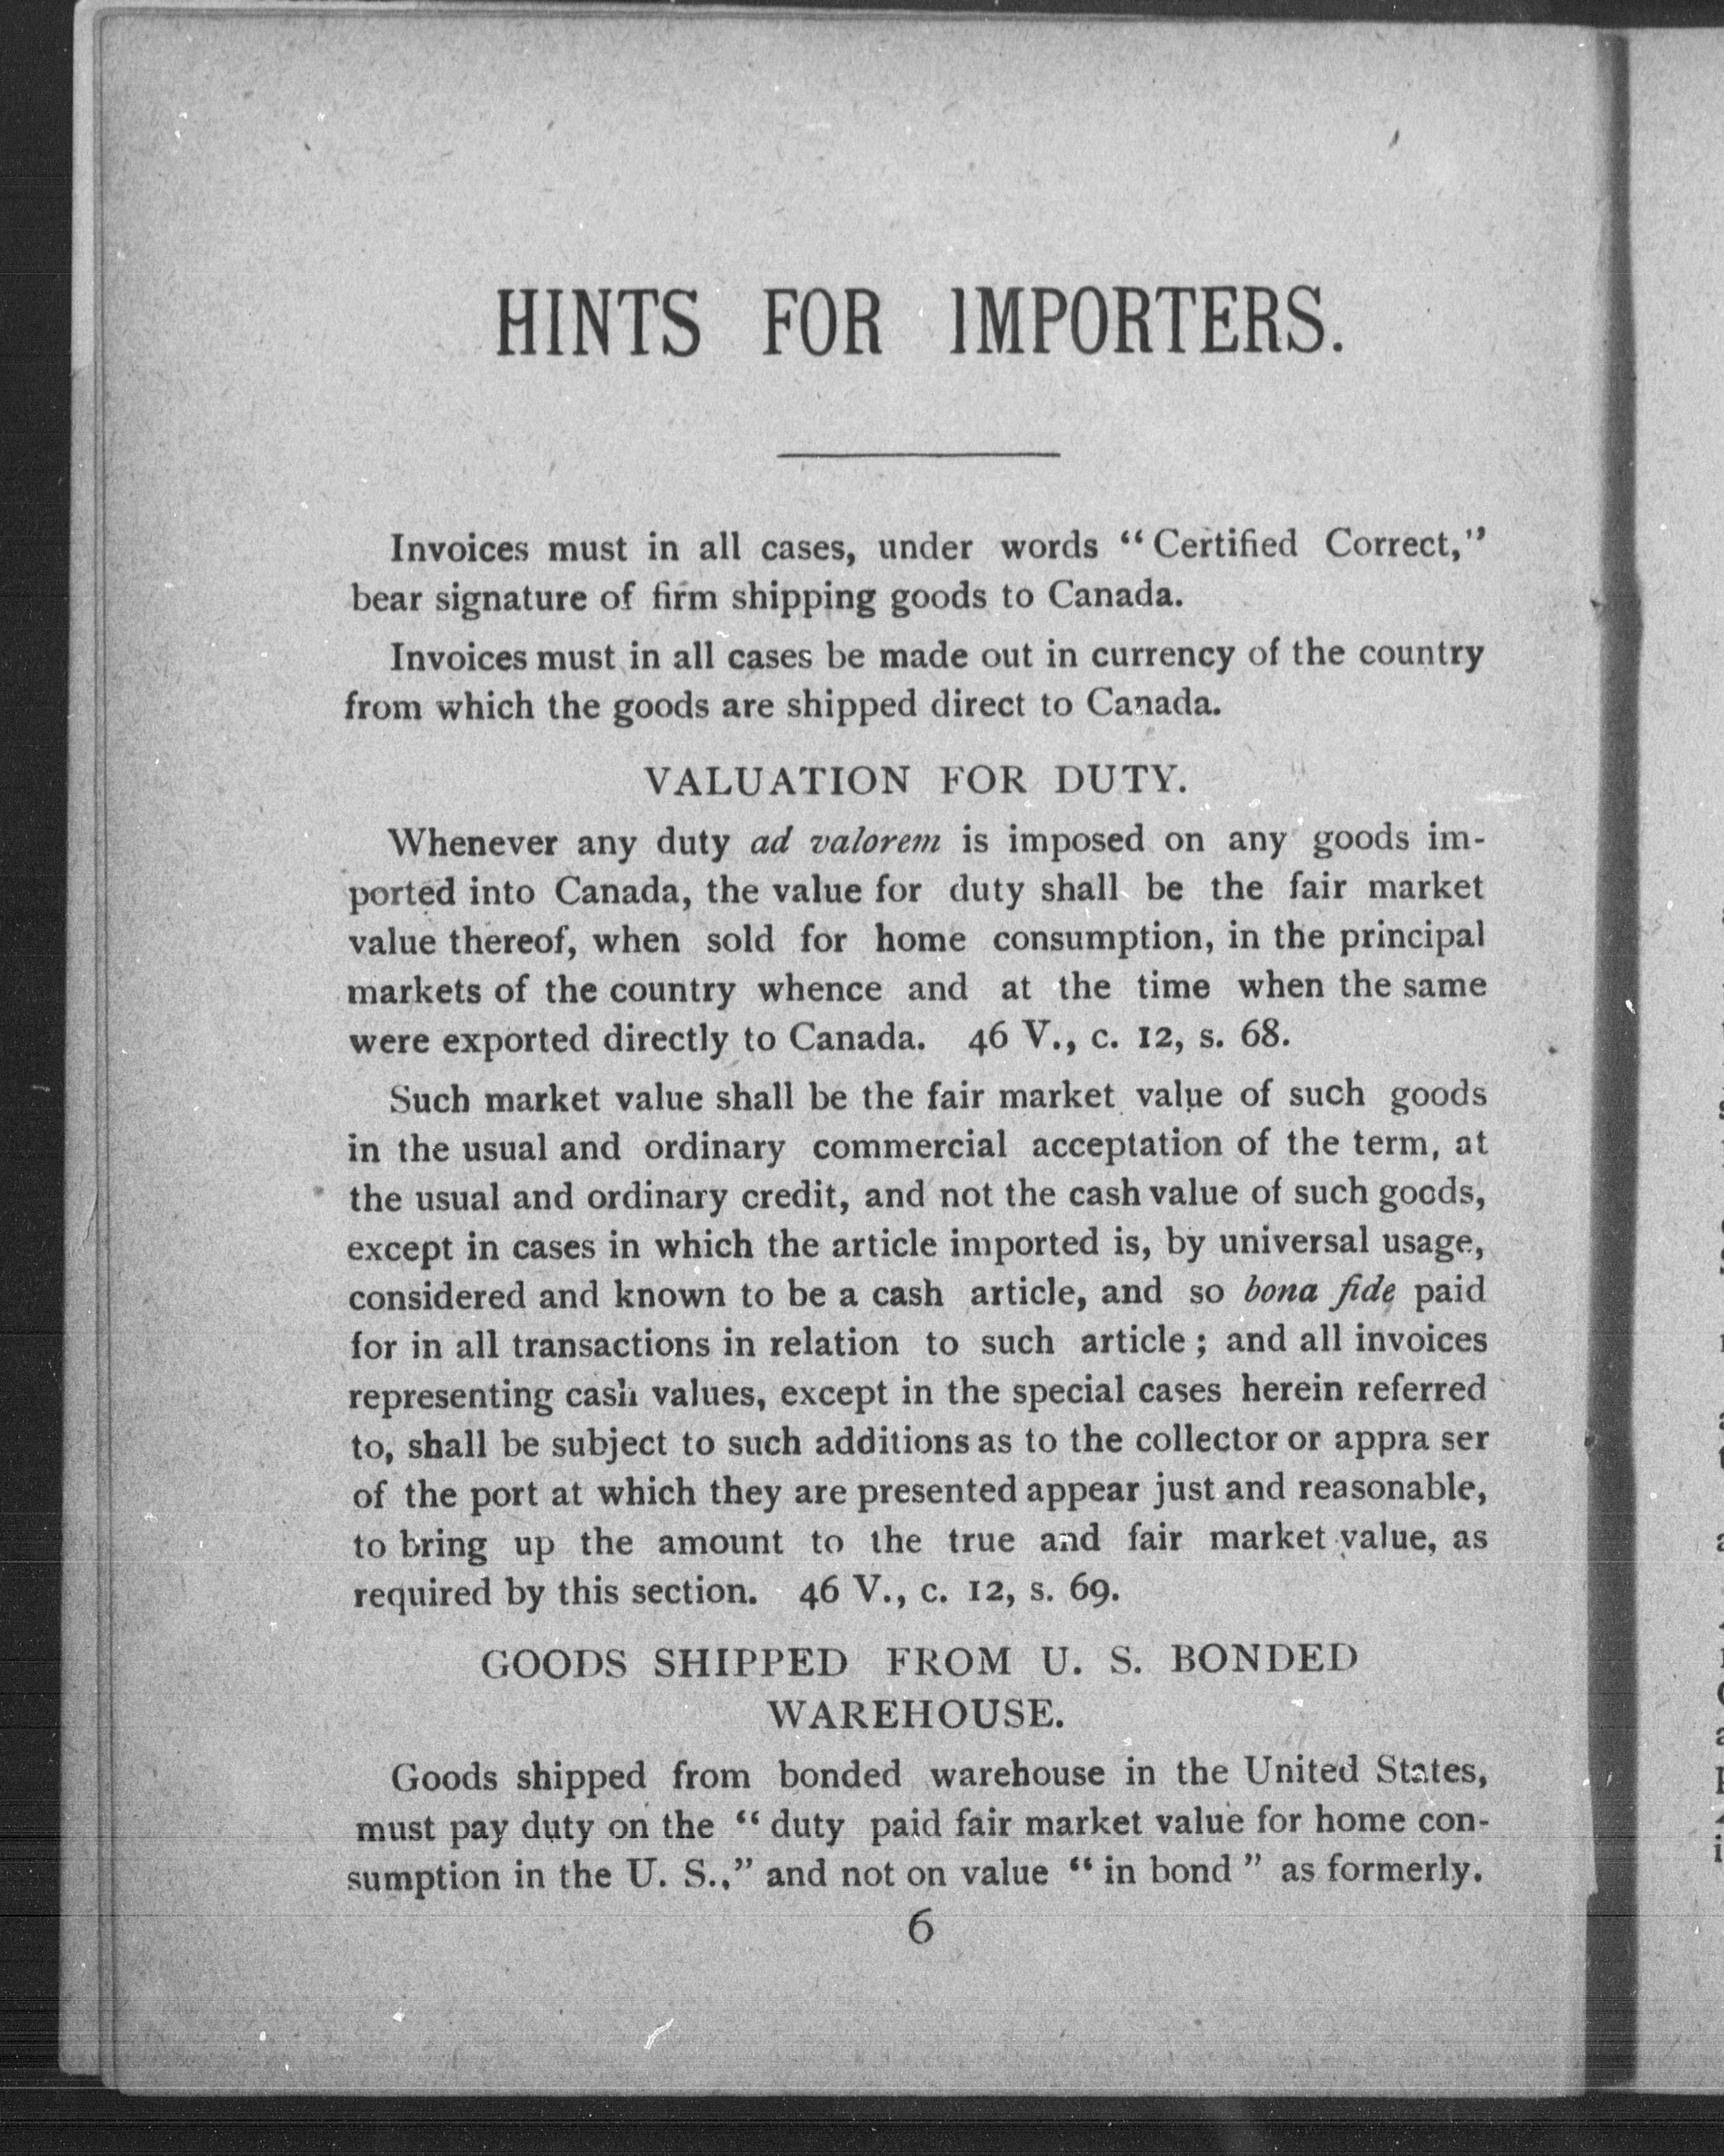 HINTS FOR IMPORTERS.
Invoices must in all cases, under words “Certified Correct,”
bear signature of firm shipping goods to Canada.
Invoices must in all cases be made out in currency of the country
from which the goods are shipped direct to Canada.
VALUATION FOR DUTY.
Whenever any duty ad valorem is imposed on any goods im-
ported into Canada, the value for duty shall be the fair market
value thereof, when sold for home consumption, in the principal
markets of the country whence and at the time when the same
were exported directly to Canada. 46 V., c. 12, s. 68.
Such market value shall be the fair market value of such goods
in the usual and ordinary commercial acceptation of the term, at
the usual and ordinary credit, and not the cash value of such goods,
except in cases in which the article imported is, by universal usage,
considered and known to be a cash article, and so bona fide paid
for in all transactions in relation to such article ; and all invoices
representing cash values, except in the special cases herein referred
to, shall be subject to such additions as to the collector or appra ser
of the port at which they are presented appear just and reasonable,
to bring up the amount to the true and fair market value, as
required by this section. 46 V., c. 12, s. 69.
GOODS SHIPPED FROM U. S. BONDED
WAREHOUSE.
Goods shipped from bonded warehouse in the United States,
must pay duty on the “ duty paid fair market value for home con-
sumption in the U. S.,” and not on value “ in bond ” as formerly.
6